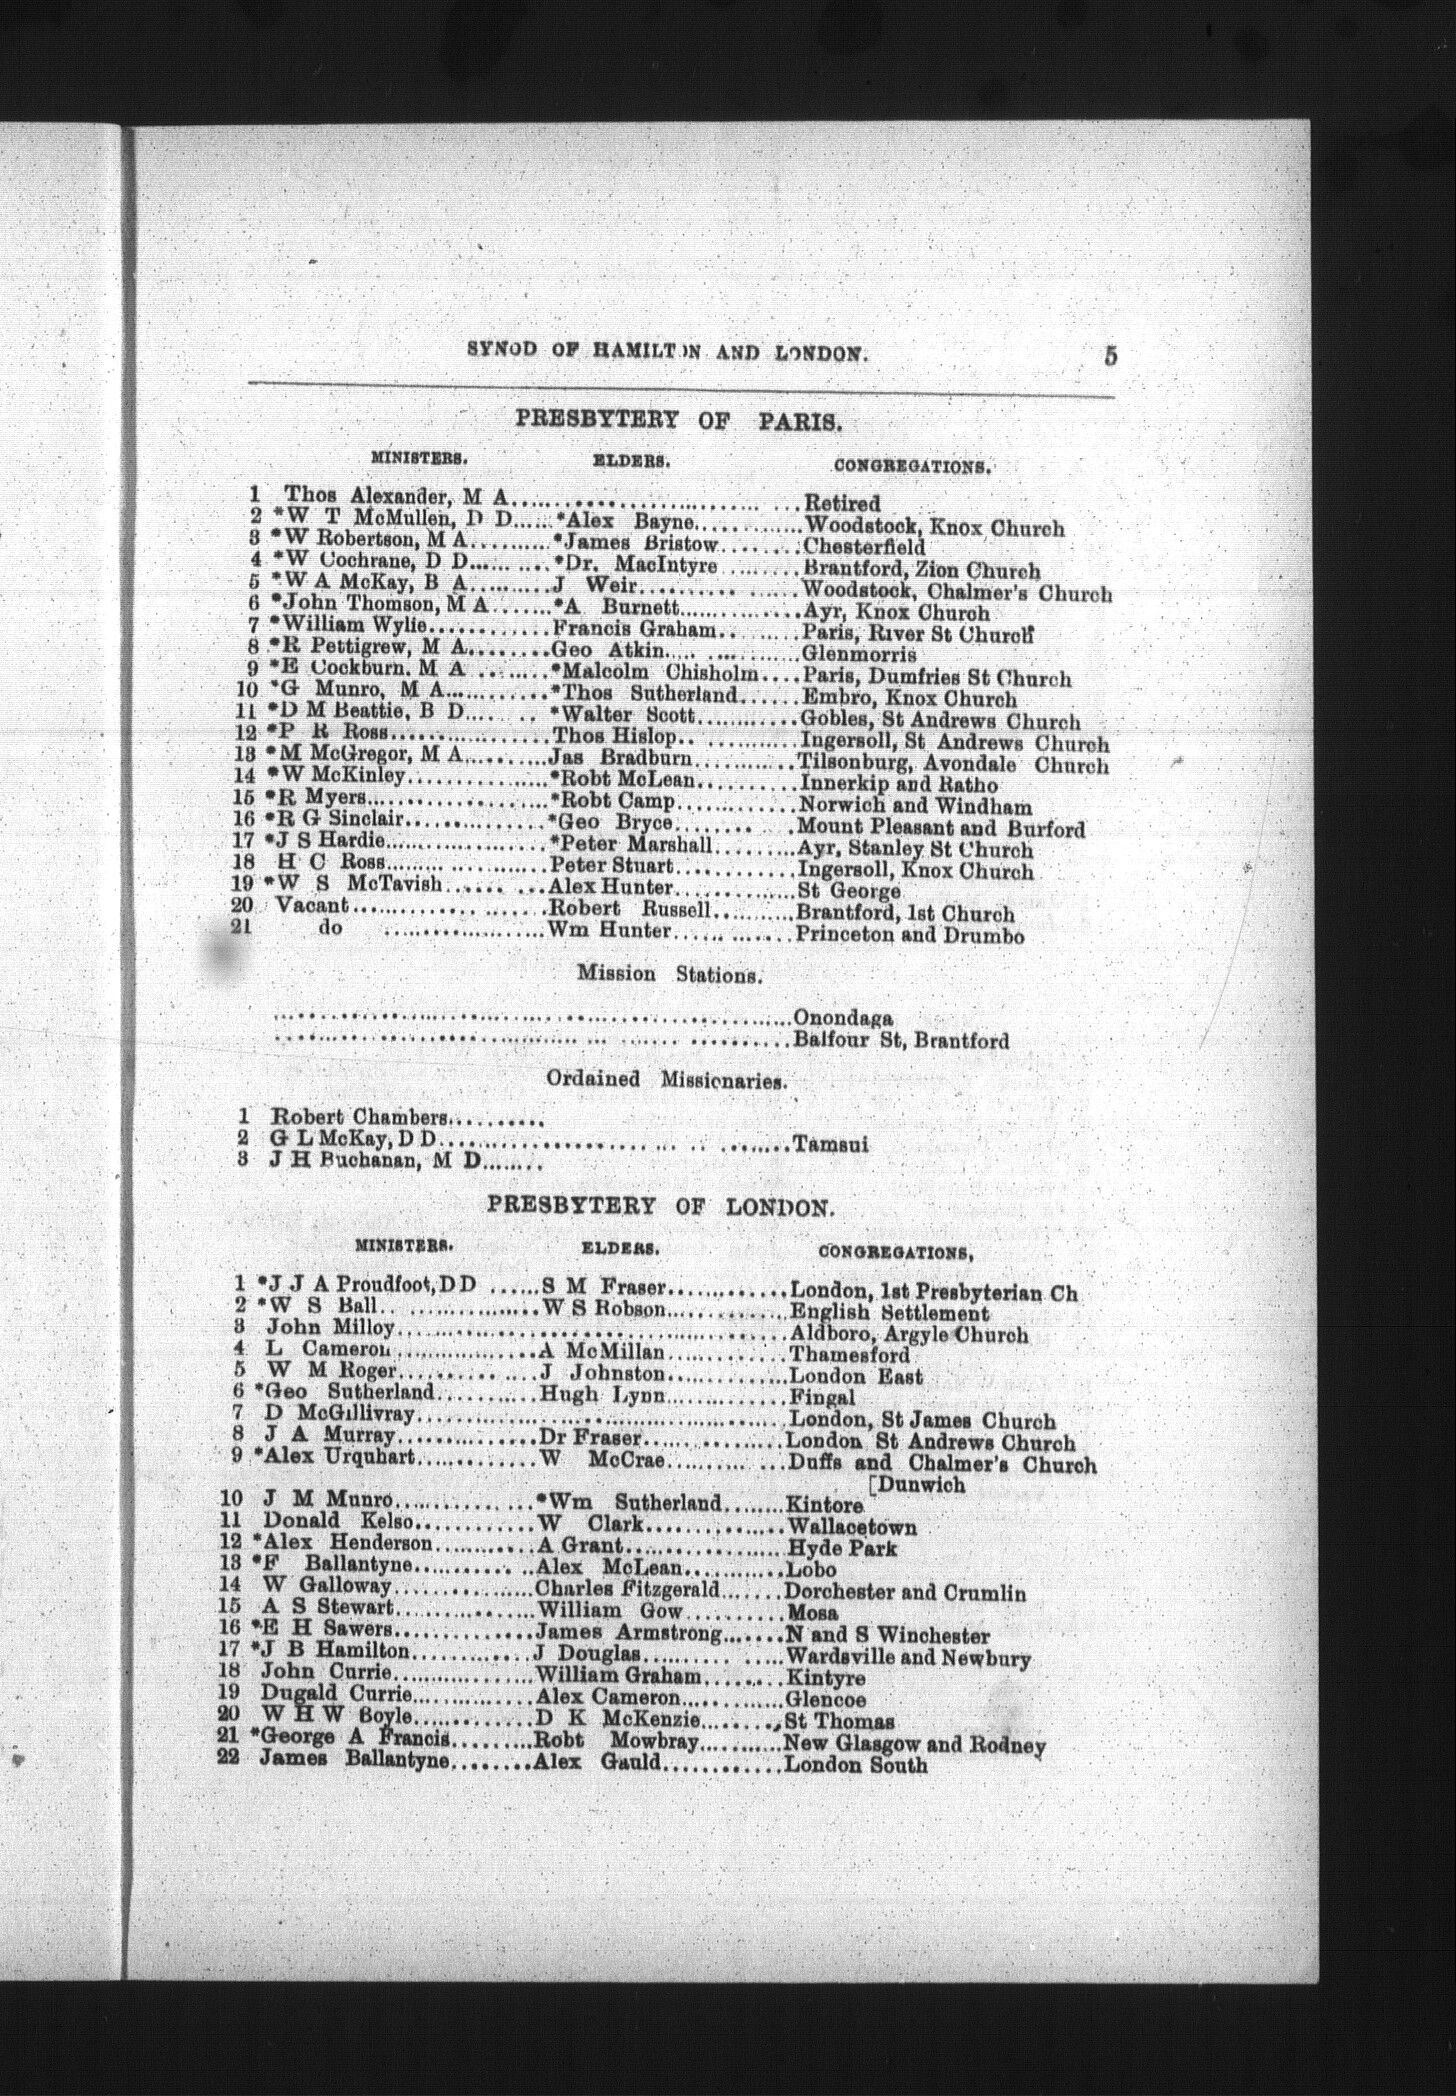 SYNOD OF HAMILTON AND LONDON. 5
PRESBYTERY OF PARIS.
MINISTERS. ELDERS. CONGREGATIONS.
1 Thos Alexander, M A........................................Retired
2 *W T McMullen, D D......*Alex Bayne.............Woodstock, Knox Church
3 *W Robertson, M A..........*James Bristow........Chesterfield
4 *W Cochrane, D D..........*Dr. MacIntyre.........Brantford, Zion Church
5 *W A McKay, B A..........J Weir................Woodstock, Chalmer's Church
6 *John Thomson, M A.......*A Burnett..............Ayr, Knox Church
7 *William Wylie............Francis Graham.........Paris, River St Church
8 *R Pettigrew, M A........Geo Atkin...............Glenmorris
9 *E Cockburn. M A ........*Malcolm Chisholm....Paris, Dumfries St Church
10 *G Munro, M A...........*Thos Sutherland......Embro, Knox Church
11 *D M Beattie, B D....... *Walter Scott...........Gobles, St Andrews Church
12 *P R Ross.................Thos Hislop............Ingersoll, St Andrews Church
13 *M McGregor, M A.........Jas Bradburn...........Tilsonburg, Avondale Church
14 *W McKinley..............*Robt McLean..........Innerkip and Ratho
15 *R Myers..................*Robt Camp............Norwich and Windham
16 *R G Sinclair..............*Geo Bryce...........Mount Pleasant and Burford
17 *J S Hardie.................*Peter Marshall.........Ayr, Stanley St Church
18 H C Ross..................Peter Stuart............Ingersoll, Knox Church
19 *W S McTavish..........Alex Hunter............St George
20 Vacant....................Robert Russell..........Brantford, 1st Church
21 do .................Wm Hunter.............Princeton and Drumbo
Mission Stations.
..................................................Onondaga
..................................................Balfour St, Brantford
Ordained Missionaries.
1 Robert Chambers..........
2 G L McKay, D D........................................Tamsui
3 J H Buchanan, M D........
PRESBYTERY OF LONDON.
MINISTERS. ELDERS. CONGREGATIONS,
1 *J J A Proudfoot, D D ......S M Fraser.............London, 1st Presbyterian Ch
2 *W S Ball..................W S Robson.............English Settlement
3 John Milloy........................................Aldboro, Argyle Church
4 L Cameron................A McMillan.............Thamesford
5 W M Roger...............J Johnston.............London East
6 *Geo Sutherland..........Hugh Lynn.............Fingal
7 D McGillivray........................................London, St James Church
8 J A Murray...............Dr Fraser...............London St Andrews Church
9 *Alex Urquhart............W McCrae.............Duffs and Chalmer's Church
[Dunwich
10 J M Munro...............*Wm Sutherland.......Kintore
11 Donald Kelso............W Clark...............Wallacetown
12 *Alex Henderson..........A Grant.................Hyde Park
13 *F Ballantyne............Alex McLean...........Lobo
14 W Galloway..............Charles Fitzgerald......Dorchester and Crumlin
15 A S Stewart..............William Gow..........Mosa
16 *E H Sawers..............James Armstrong.......N and S Winchester
17 *J B Hamilton............J Douglas..............Wardsville and Newbury
18 John Currie................William Graham........Kintyre
19 Dugald Currie.............Alex Cameron...........Glencoe
20 W H W Boyle............D K McKenzie.........St Thomas
21 *George A Francis.........Robt Mowbray..........New Glasgow and Rodney
22 James Ballantyne........Alex Gauld............London South